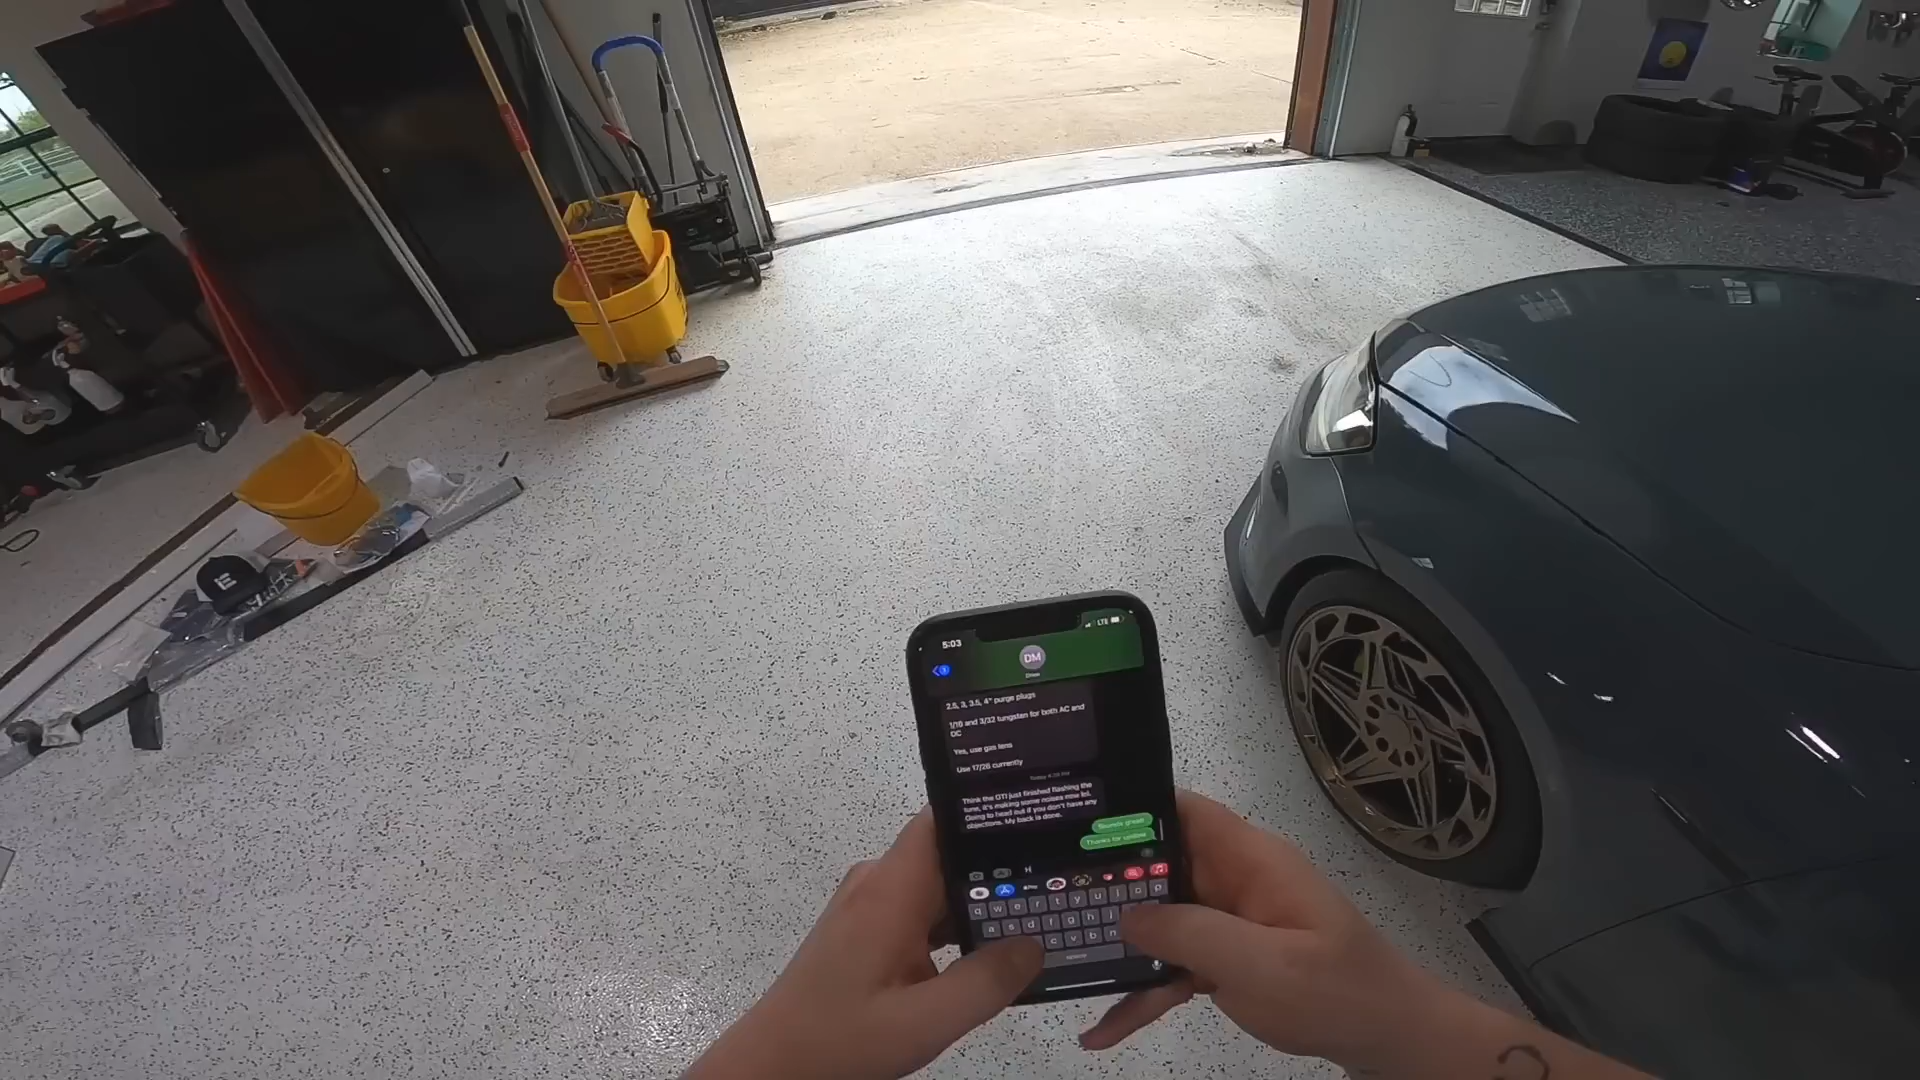 5:03
LTE
DM
2.5, 3, 3.5, 4" purge plugs
1/16 and 3/32 tungsten for both AC and
DC
Yes, use gas lens
Use 17/26 currently
Think the GTI just finished flashing the
tune, it's making some noises now lol.
Going to head out if you don't have any
objections. My back is done.
Sounds great!
Thanks for update
H
q w e r t y u i o p
a s d f g h j
c v b n